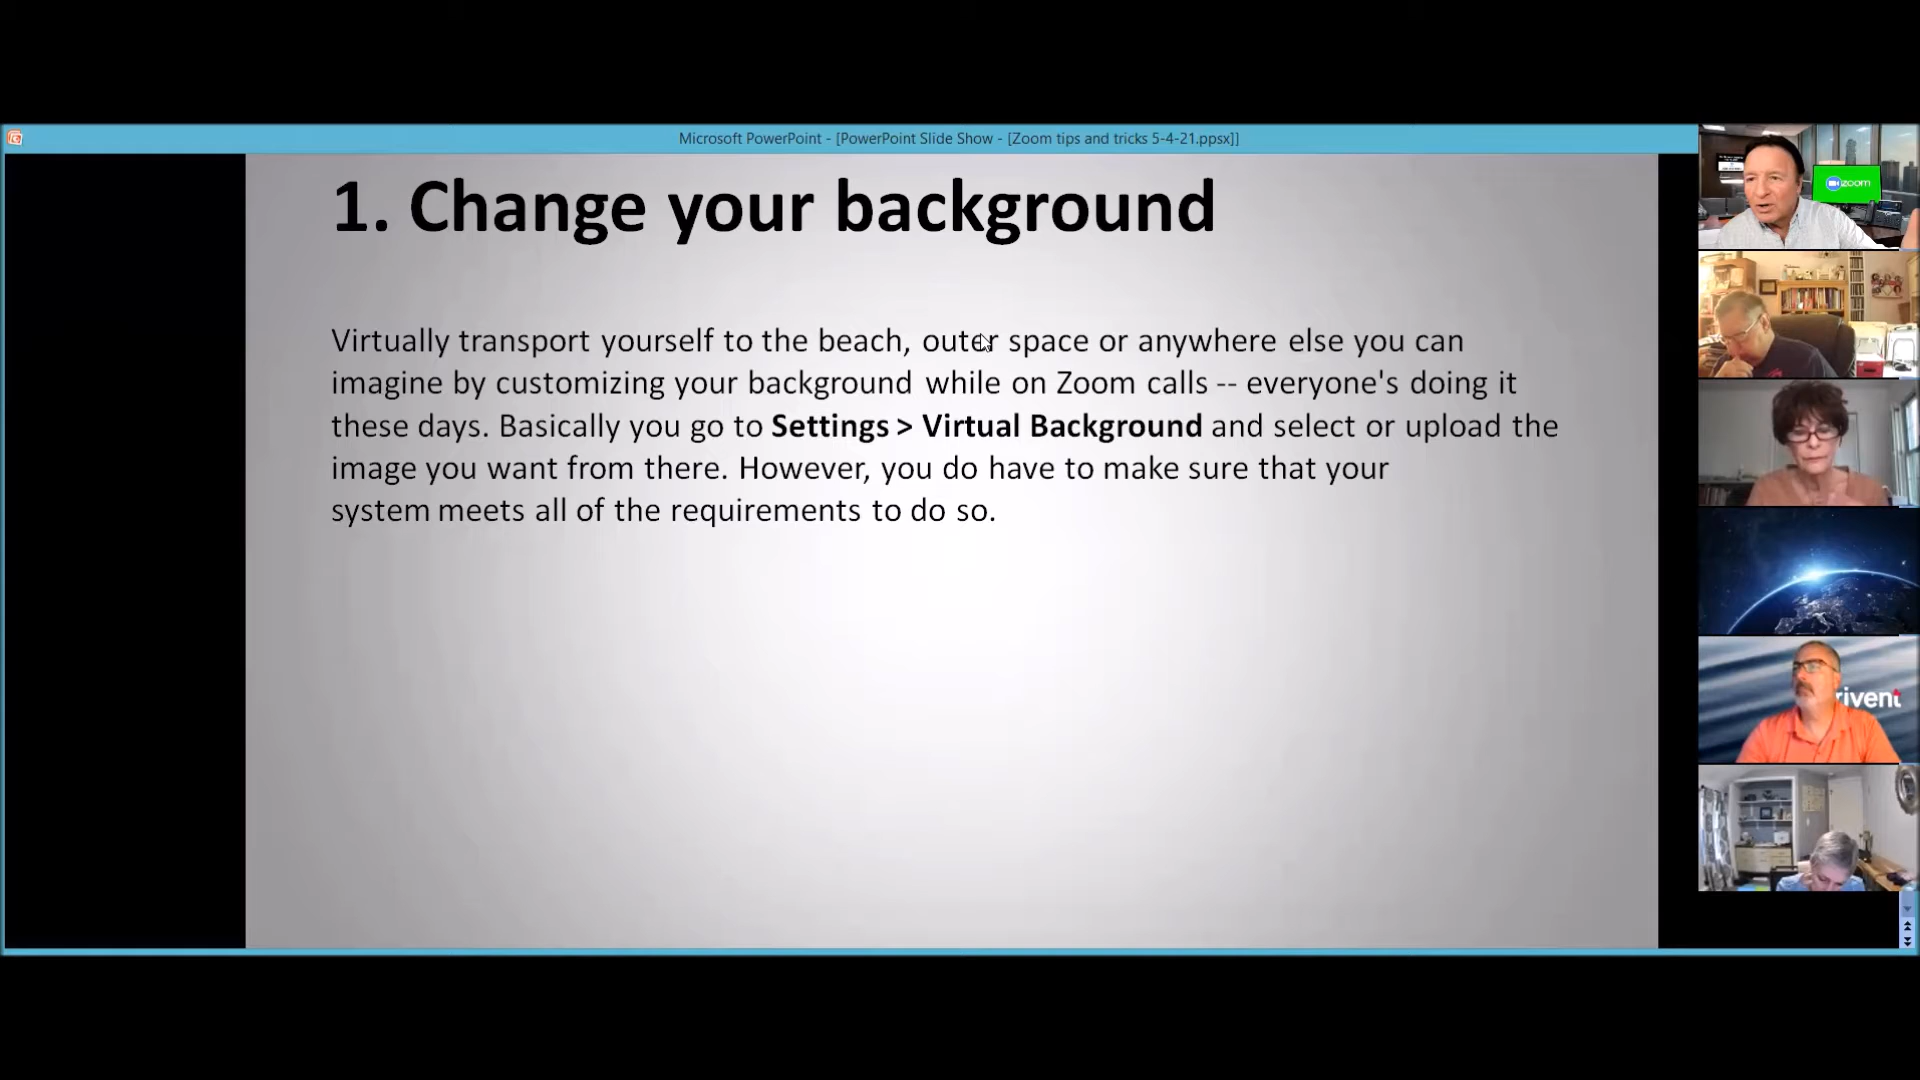 Microsoft PowerPoint - [PowerPoint Slide Show - [Zoom tips and tricks 5-4-21.ppsx]]
1. Change your background
Virtually transport yourself to the beach, outer space or anywhere else you can
imagine by customizing your background while on Zoom calls -- everyone's doing it
these days. Basically you go to Settings > Virtual Background and select or upload the
image you want from there. However, you do have to make sure that your
system meets all of the requirements to do so.
zoom
rivent